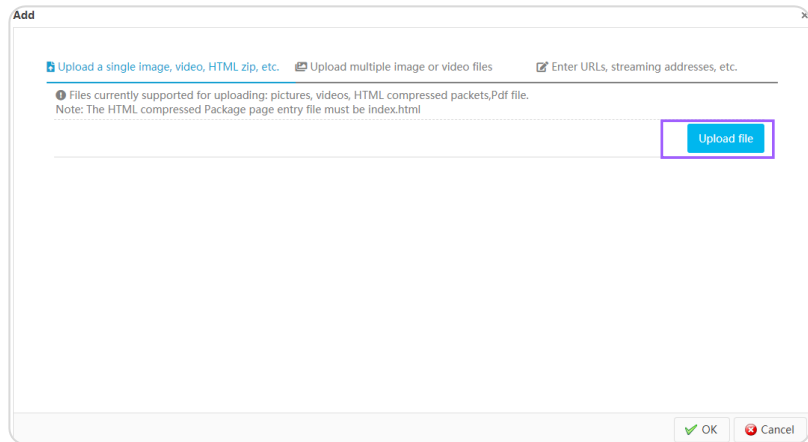 Add
x
Upload a single image, video, HTML zip, etc. Upload multiple image or video files Enter URLs, streaming addresses, etc.
Files currently supported for uploading: pictures, videos, HTML compressed packets,Pdf file.
Note: The HTML compressed Package page entry file must be index.html
Upload file
OK Cancel